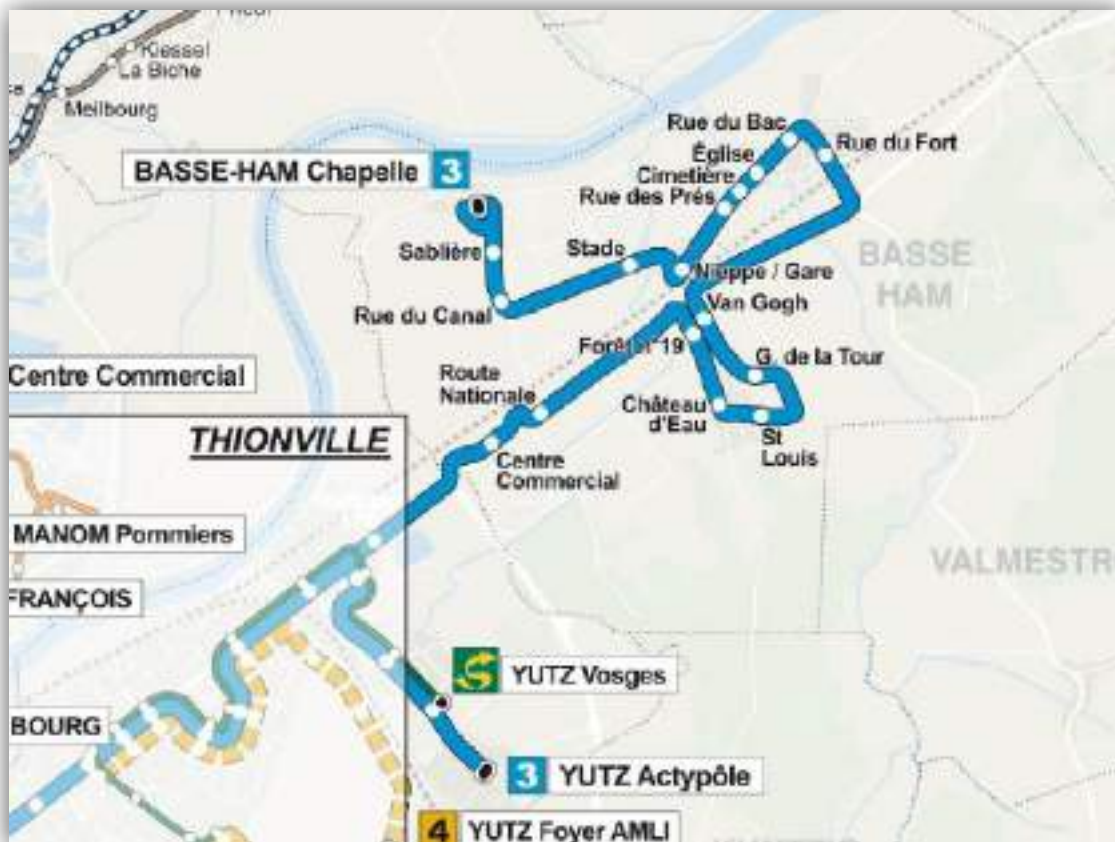 Kiessel
La Biche
Meilbourg
BASSE-HAM Chapelle 3
Rue du Bac
Rue du Fort
Église
Cimetière
Rue des Prés
Sablière
Stade
Nieppe / Gare
BASSE
HAM
Rue du Canal
Van Gogh
G. de la Tour
Centre Commercial
Route
Nationale
Château
d'Eau
St
Louis
THIONVILLE
Centre
Commercial
MANOM Pommiers
VALMESTR
FRANÇOIS
YUTZ Vosges
BOURG
3 YUTZ Actypôle
4 YUTZ Foyer AMLI